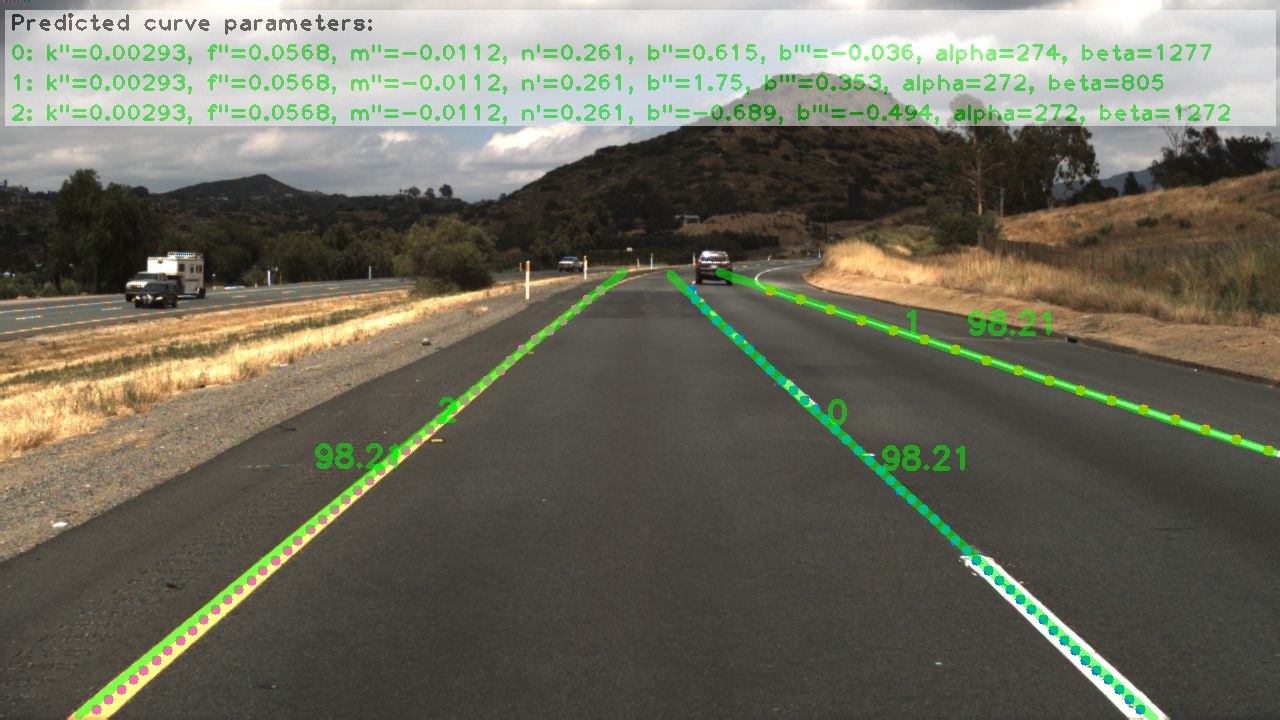 Predicted curve parameters:
0: k''=0.00293, f''=0.0568, m''=-0.0112, n'=0.261, b''=0.615, b'''=-0.036, alpha=274, beta=1277
1: k''=0.00293, f''=0.0568, m''=-0.0112, n'=0.261, b''=1.75, b'''=0.353, alpha=272, beta=805
2: k''=0.00293, f''=0.0568, m''=-0.0112, n'=0.261, b''=-0.689, b'''=-0.494, alpha=272, beta=1272
1 98.21
2 0
98.21 98.21